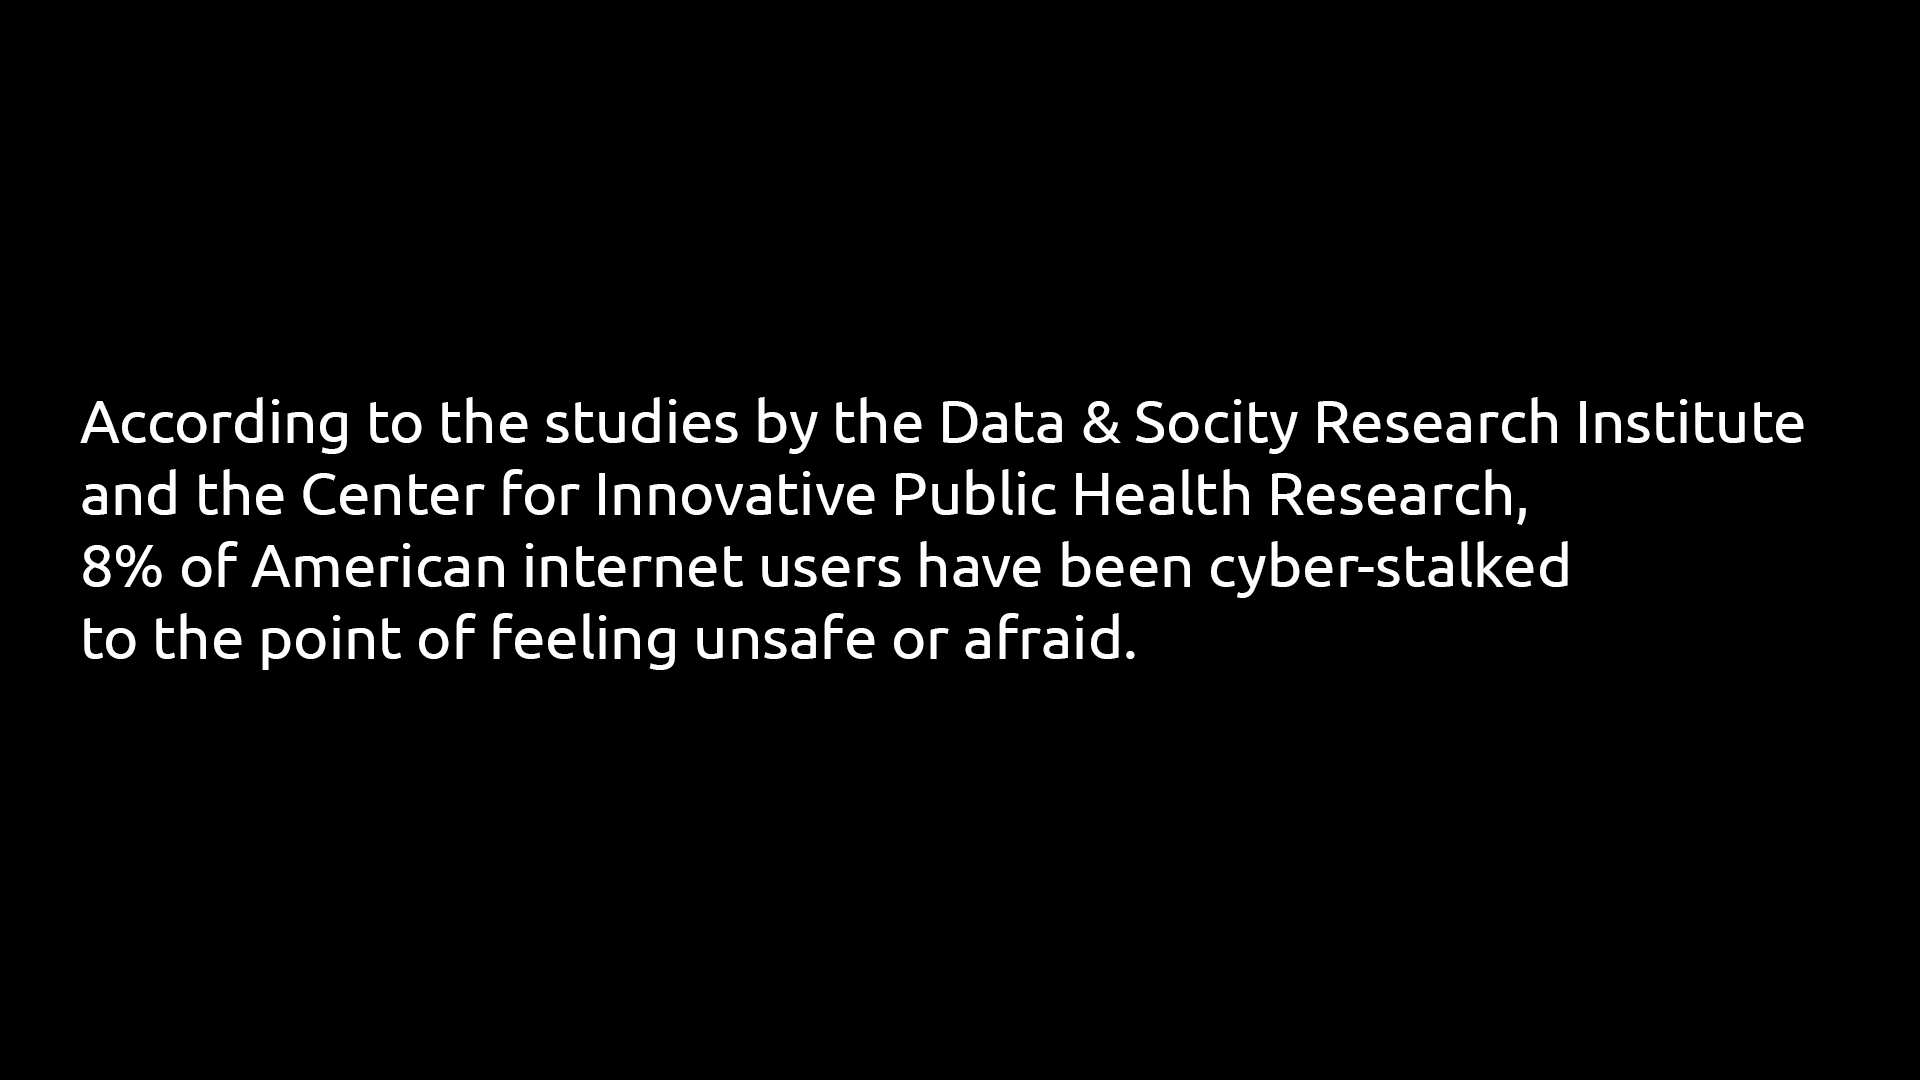 According to the studies by the Data & Socity Research Institute
and the Center for Innovative Public Health Research,
8% of American internet users have been cyber-stalked
to the point of feeling unsafe or afraid.